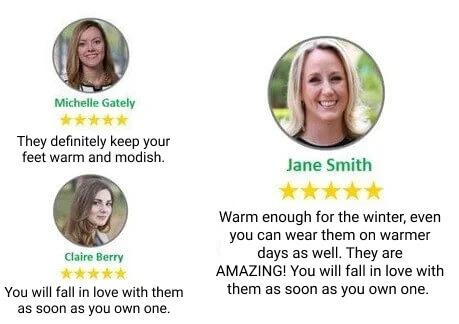 Michelle Gately
They definitely keep your
feet warm and modish.
Claire Berry
You will fall in love with them
as soon as you own one.
Jane Smith
Warm enough for the winter, even
you can wear them on warmer
days as well. They are
AMAZING! You will fall in love with
them as soon as you own one.